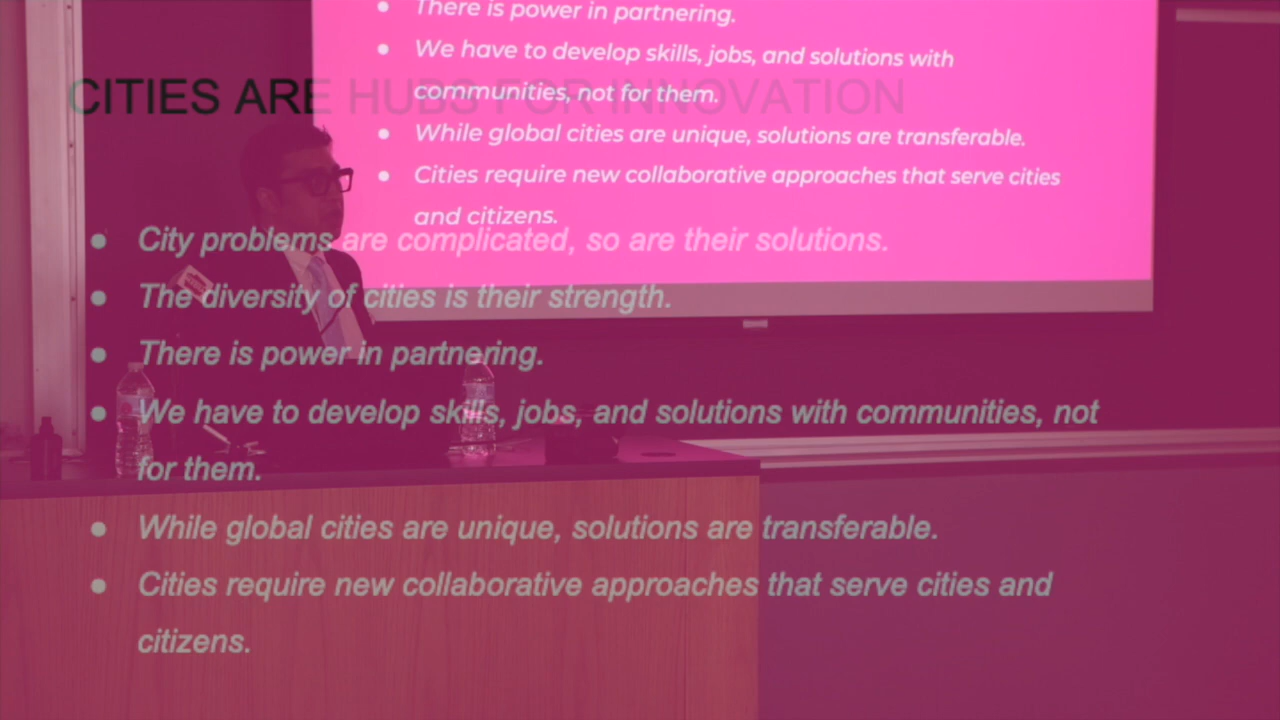 There is power in partnering.
We have to develop skills, jobs, and solutions with
communities, not for them.
While global cities are unique, solutions are transferable.
Cities require new collaborative approaches that serve cities
and citizens.
CITIES ARE HUBS FOR INNOVATION
City problems are complicated, so are their solutions.
The diversity of cities is their strength.
There is power in partnering.
We have to develop skills, jobs, and solutions with communities, not
for them.
While global cities are unique, solutions are transferable.
Cities require new collaborative approaches that serve cities and
citizens.